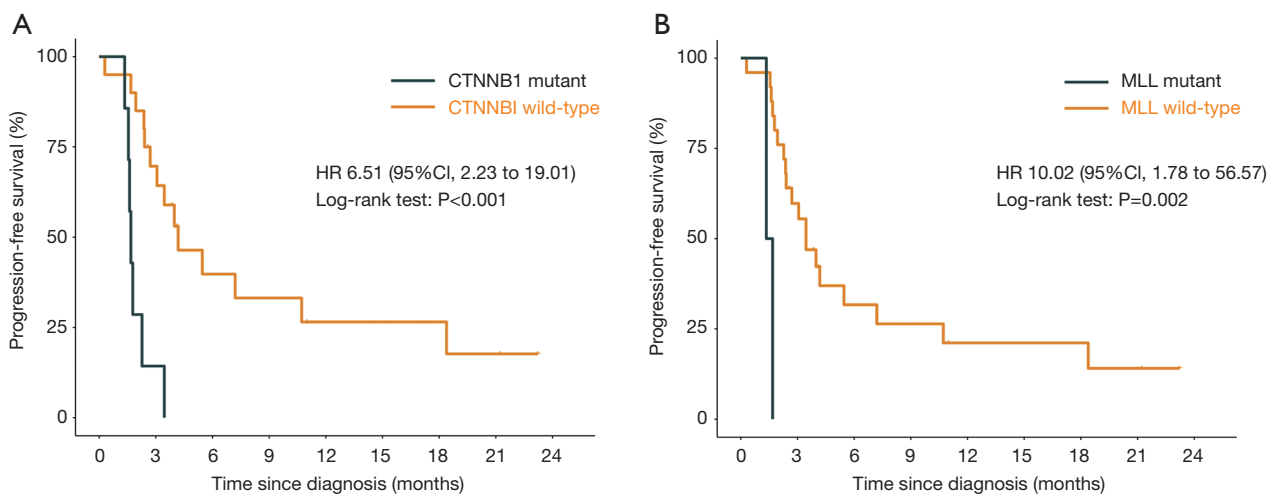 A
Progression-free survival (%)
100
75
50
25
0
CTNNB1 mutant
CTNNBI wild-type
HR 6.51 (95%CI, 2.23 to 19.01)
Log-rank test: P<0.001
0 3 6 9 12 15 18 21 24
Time since diagnosis (months)
B
Progression-free survival (%)
100
75
50
25
0
MLL mutant
MLL wild-type
HR 10.02 (95%CI, 1.78 to 56.57)
Log-rank test: P=0.002
0 3 6 9 12 15 18 21 24
Time since diagnosis (months)